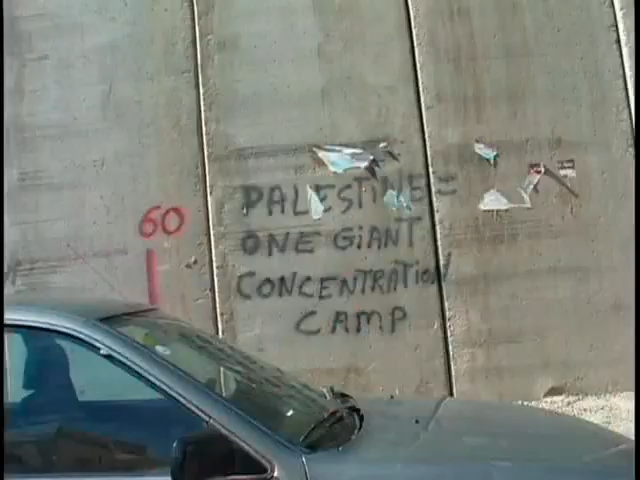 60
PALESTINE =
ONE GIANT
CONCENTRATION
CAMP